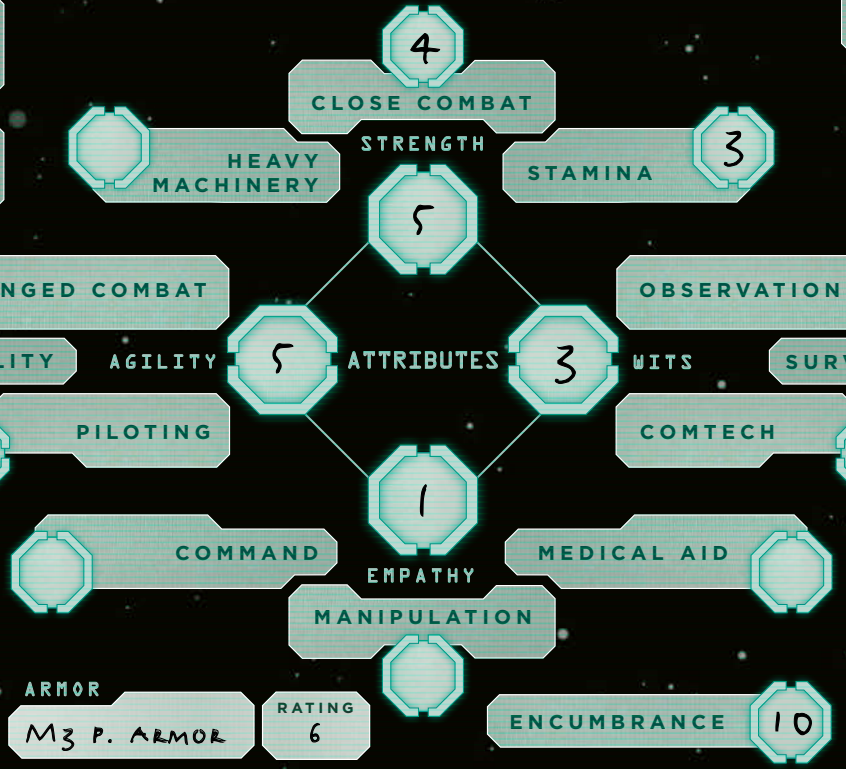 4
CLOSE COMBAT
STRENGTH
HEAVY
MACHINERY
STAMINA
3
5
NGED COMBAT
OBSERVATION
LITY
AGILITY
5
ATTRIBUTES
3
WITS
SURV
PILOTING
COMTECH
1
COMMAND
MEDICAL AID
EMPATHY
MANIPULATION
ARMOR
M3 P. ARMOR
RATING
6
ENCUMBRANCE
10